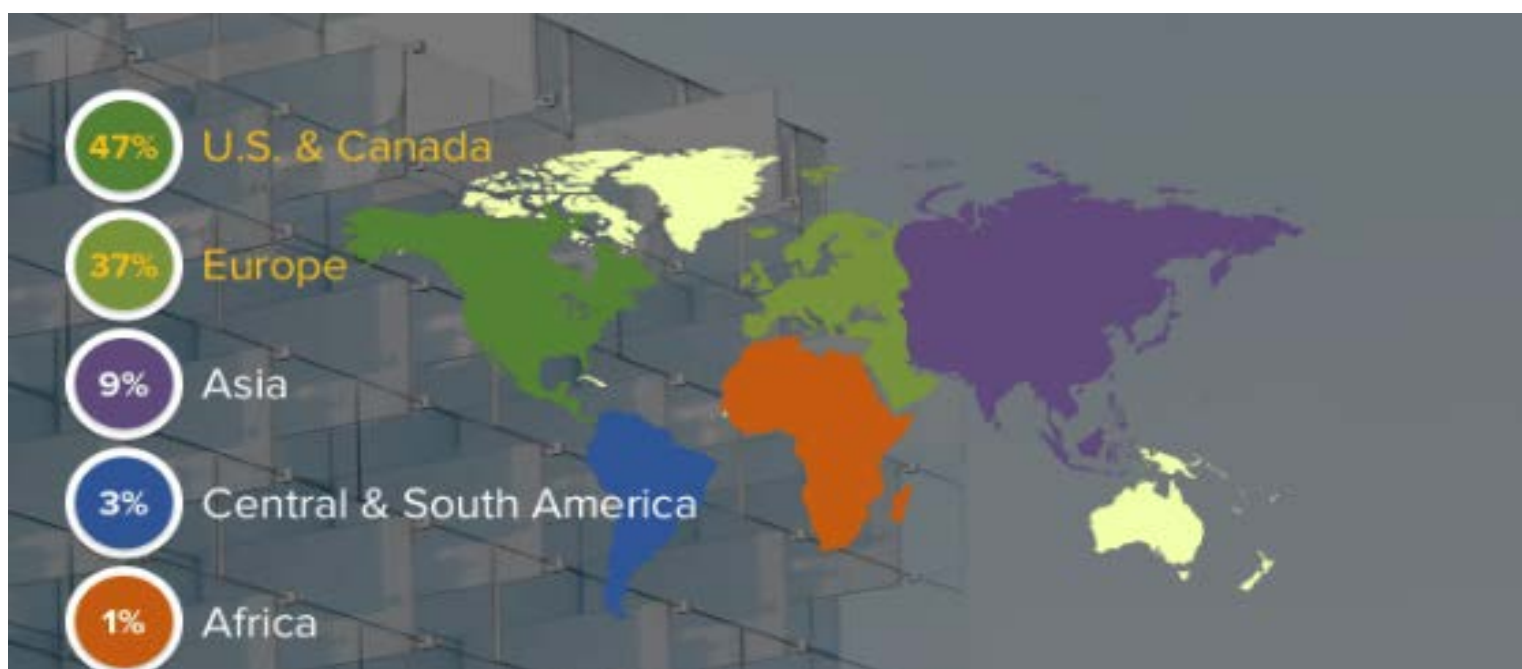 47% U.S. & Canada
37% Europe
9% Asia
3% Central & South America
1% Africa